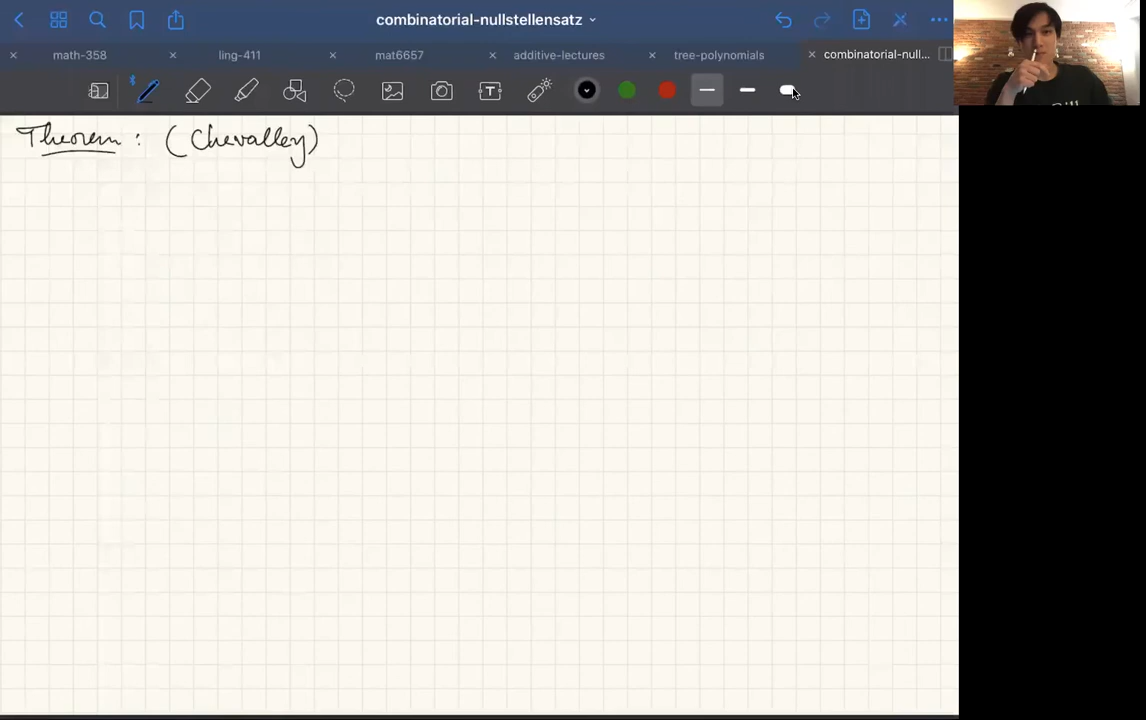 combinatorial-nullstellensatz
math-358
ling-411
mat6657
additive-lectures
tree-polynomials
combinatorial-null...
Theorem : (Chevalley)